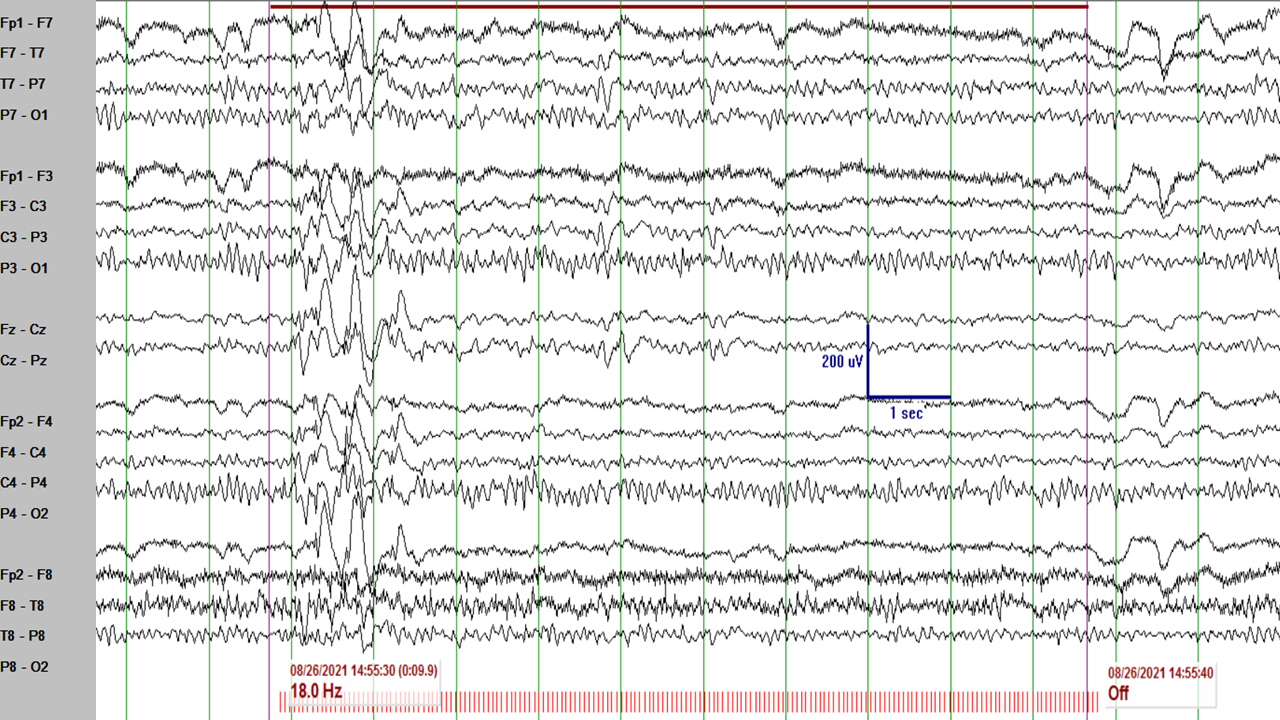 Fp1 - F7
F7 - T7
T7 - P7
P7 - O1
Fp1 - F3
F3 - C3
C3 - P3
P3 - O1
Fz - Cz
Cz - Pz
200 uV
1 sec
Fp2 - F4
F4 - C4
C4 - P4
P4 - O2
Fp2 - F8
F8 - T8
T8 - P8
P8 - O2
08/26/2021 14:55:30 (0:09.9)
18.0 Hz
08/26/2021 14:55:40
Off